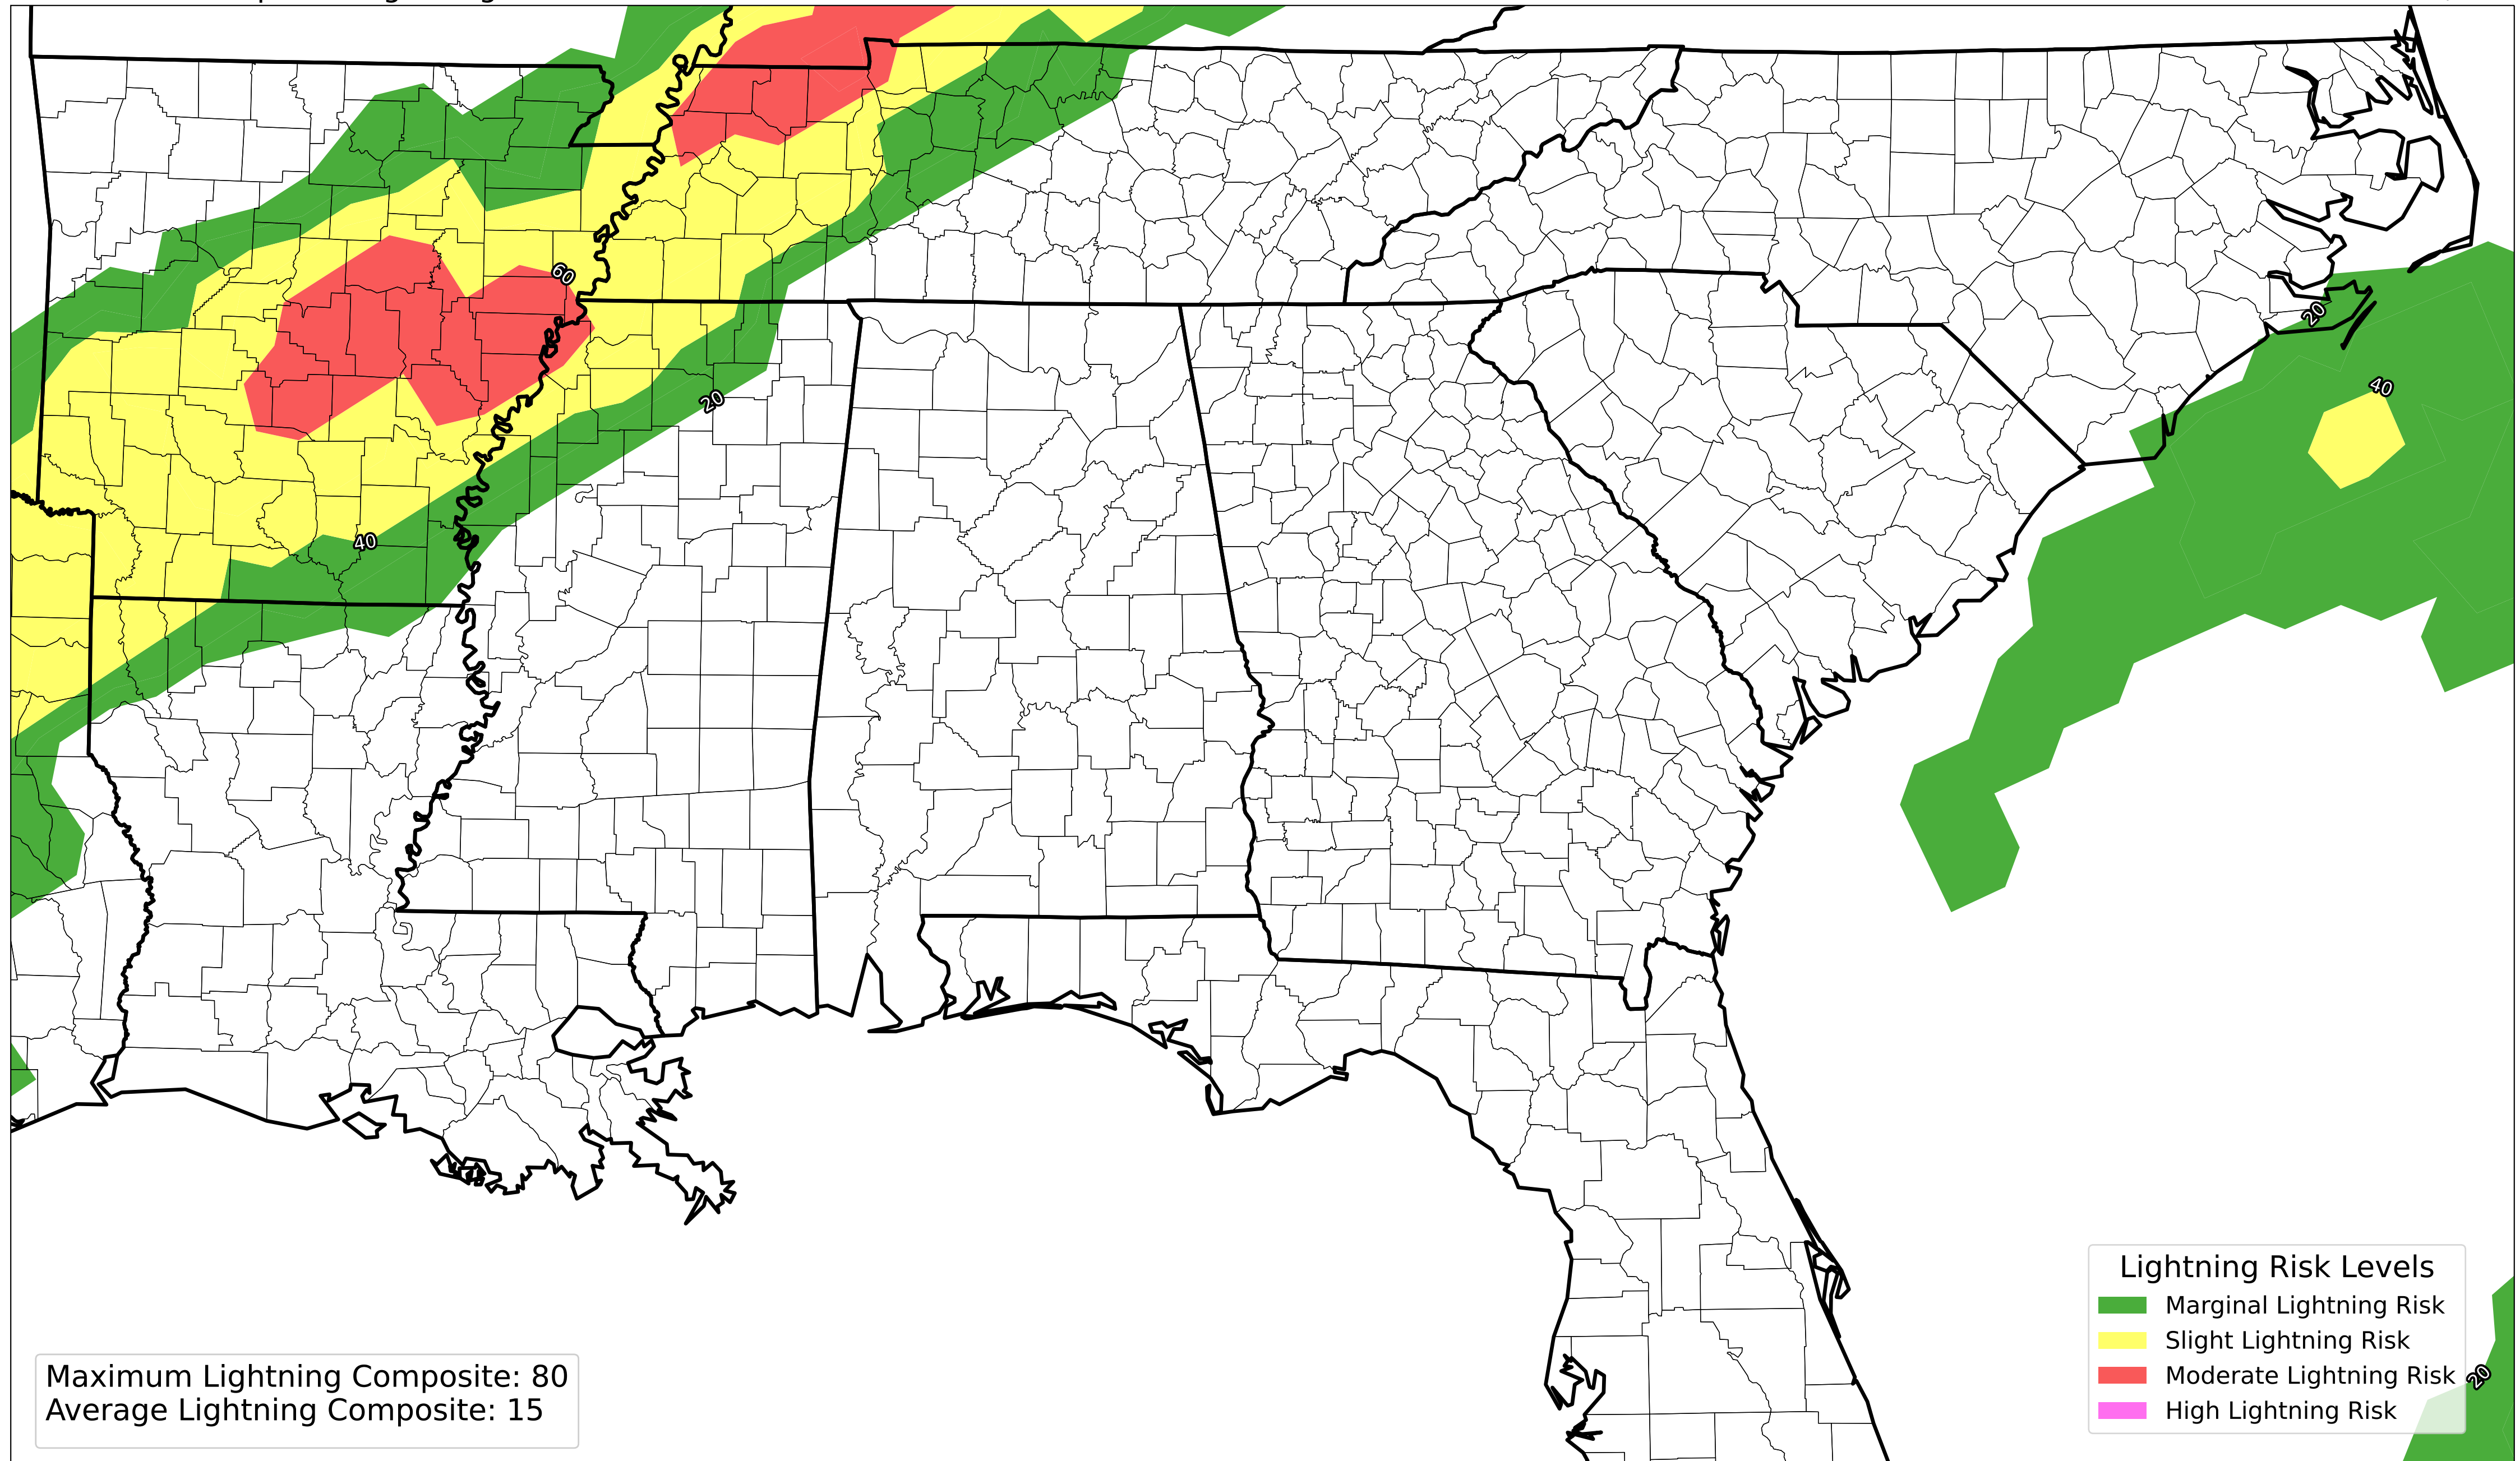 60
20
20
40
40
Lightning Risk Levels
Marginal Lightning Risk
Slight Lightning Risk
Moderate Lightning Risk
High Lightning Risk
20
Maximum Lightning Composite: 80
Average Lightning Composite: 15